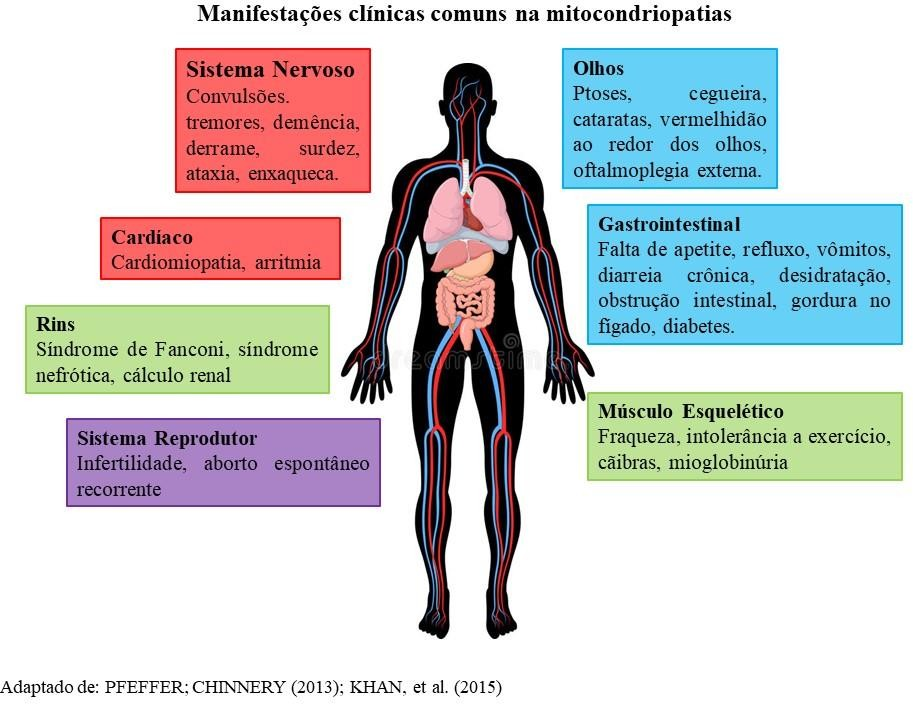 Manifestações clínicas comuns na mitocondriopatias
Sistema Nervoso
Convulsões.
tremores, demência,
derrame, surdez,
ataxia, enxaqueca.
Olhos
Ptoses, cegueira,
cataratas, vermelhidão
ao redor dos olhos,
oftalmoplegia externa.
Cardíaco
Cardiomiopatia, arritmia
Gastrointestinal
Falta de apetite, refluxo, vômitos,
diarreia crônica, desidratação,
obstrução intestinal, gordura no
fígado, diabetes.
Rins
Síndrome de Fanconi, síndrome
nefrótica, cálculo renal
dreamstime
Músculo Esquelético
Fraqueza, intolerância a exercício,
cãibras, mioglobinúria
Sistema Reprodutor
Infertilidade, aborto espontâneo
recorrente
Adaptado de: PFEFFER; CHINNERY (2013); KHAN, et al. (2015)